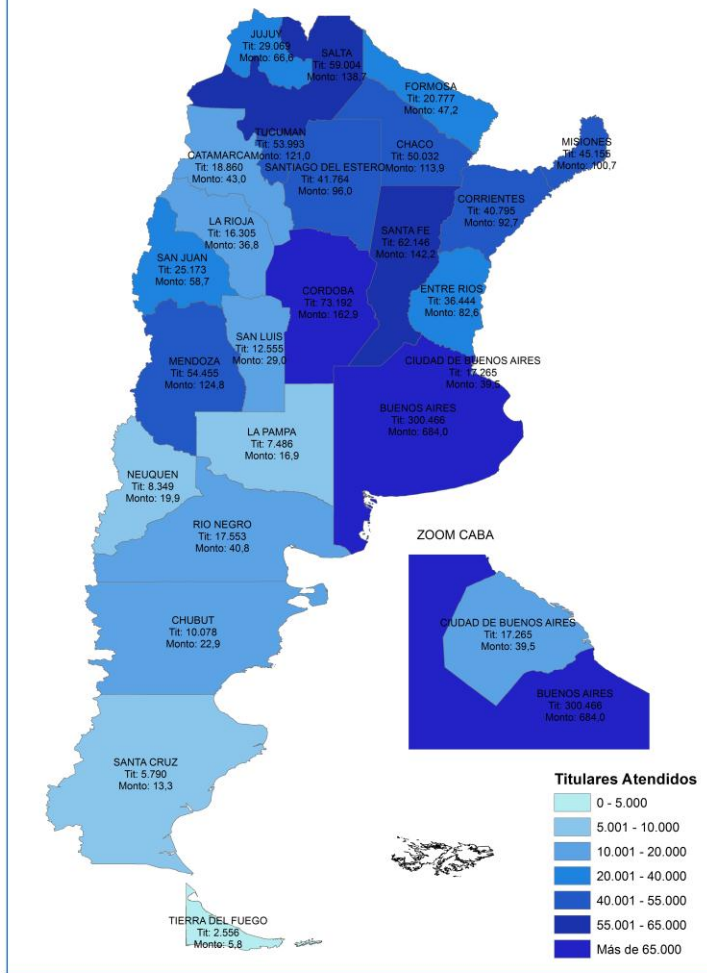 JUJUY
Tit: 29.069
Monto: 66,6
SALTA
Tit: 59.004
Monto: 138,7
FORMOSA
Tit: 20.777
Monto: 47,2
TUCUMAN
Tit: 53.993
Monto: 121,0
CHACO
Tit: 50.032
Monto: 113,9
MISIONES
Tit: 45.156
Monto: 100,7
CATAMARCA
Tit: 18.860
Monto: 43,0
SANTIAGO DEL ESTERO
Tit: 41.764
Monto: 96,0
CORRIENTES
Tit: 40.795
Monto: 92,7
LA RIOJA
Tit: 16.305
Monto: 36,8
SANTA FE
Tit: 62.146
Monto: 142,2
SAN JUAN
Tit: 25.173
Monto: 58,7
CORDOBA
Tit: 73.192
Monto: 162,9
ENTRE RIOS
Tit: 36.444
Monto: 82,6
SAN LUIS
Tit: 12.555
Monto: 29,0
MENDOZA
Tit: 54.455
Monto: 124,8
CIUDAD DE BUENOS AIRES
Tit: 17.265
Monto: 39,5
BUENOS AIRES
Tit: 300.466
Monto: 684,0
LA PAMPA
Tit: 7.486
Monto: 16,9
NEUQUEN
Tit: 8.349
Monto: 19,9
RIO NEGRO
Tit: 17.553
Monto: 40,8
ZOOM CABA
CIUDAD DE BUENOS AIRES
Tit: 17.265
Monto: 39,5
BUENOS AIRES
Tit: 300.466
Monto: 684,0
CHUBUT
Tit: 10.078
Monto: 22,9
SANTA CRUZ
Tit: 5.790
Monto: 13,3
TIERRA DEL FUEGO
Tit: 2.556
Monto: 5,8
Titulares Atendidos
0 - 5.000
5.001 - 10.000
10.001 - 20.000
20.001 - 40.000
40.001 - 55.000
55.001 - 65.000
Más de 65.000